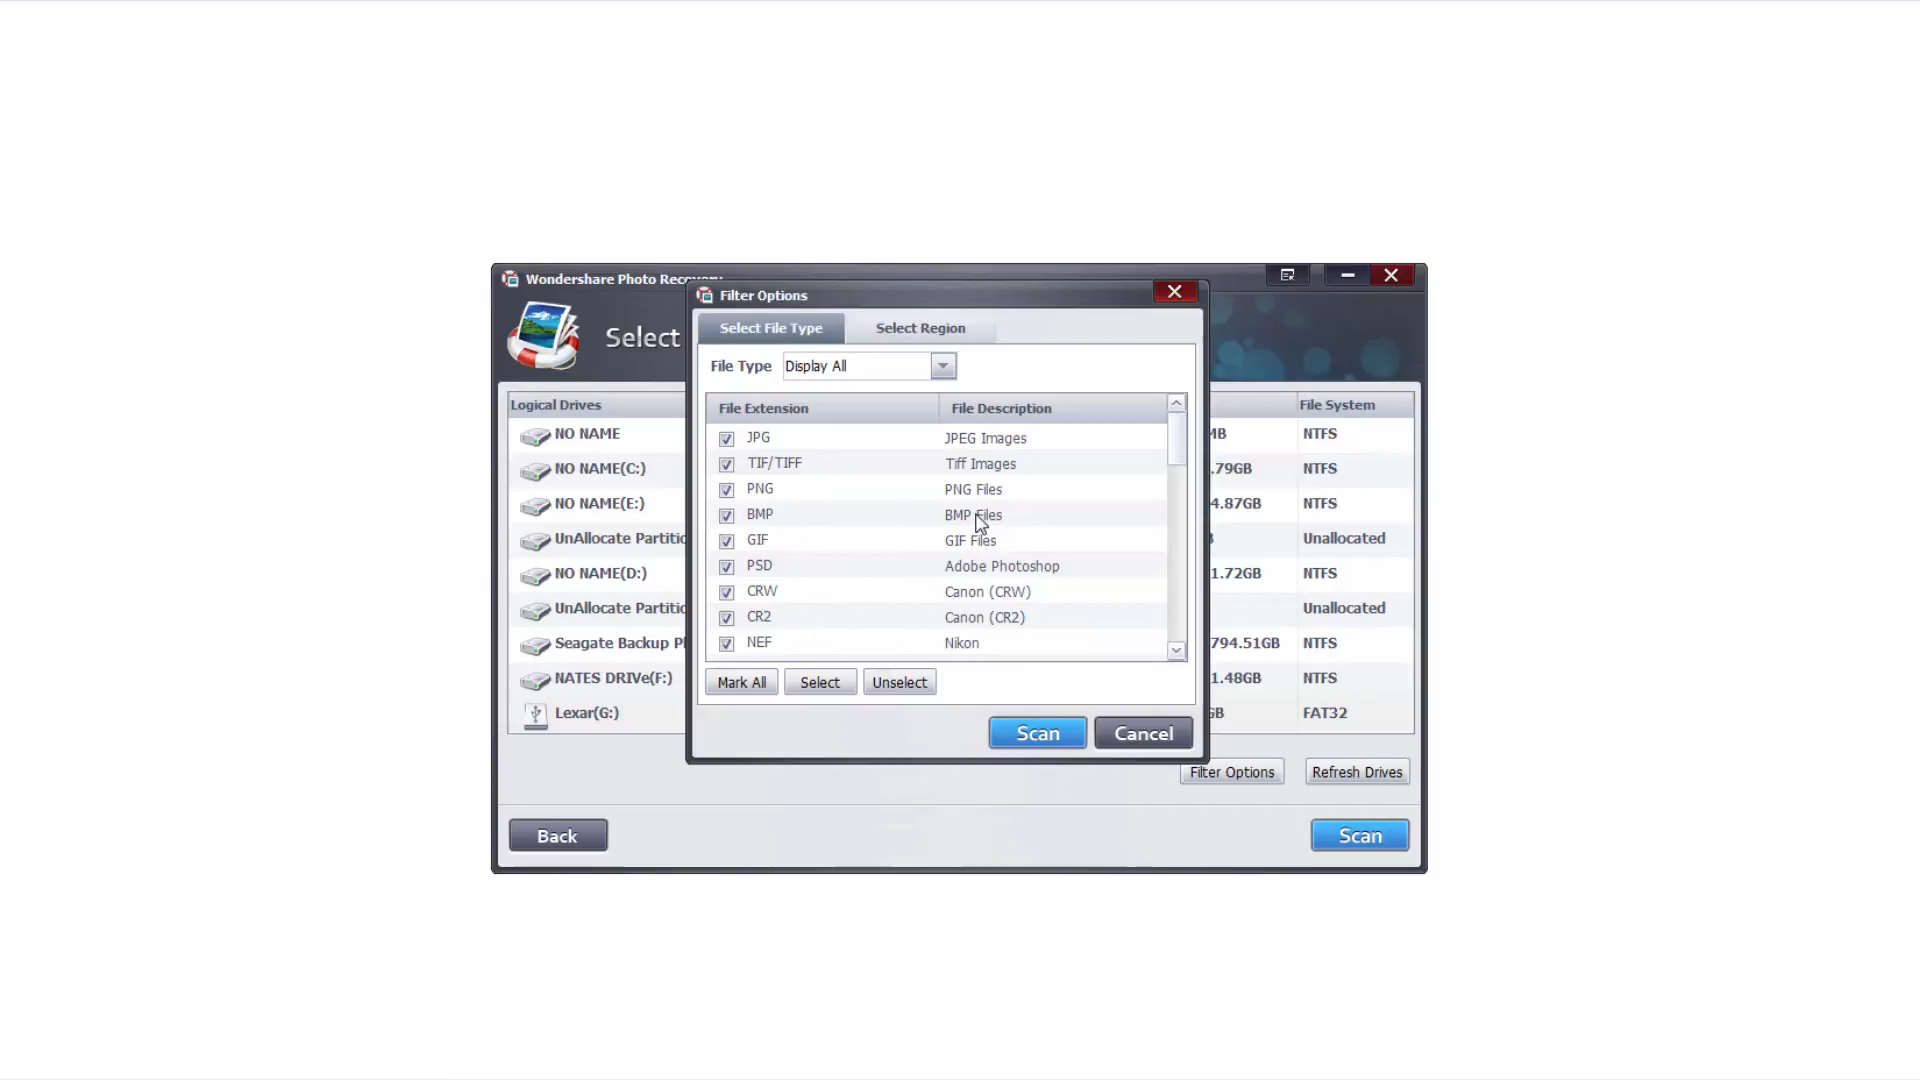 Wondershare Photo Recovery
Filter Options
Select
Select File Type
Select Region
File Type
Display All
File Extension
File Description
JPG
JPEG Images
TIF/TIFF
Tiff Images
PNG
PNG Files
BMP
BMP Files
GIF
GIF Files
PSD
Adobe Photoshop
CRW
Canon (CRW)
CR2
Canon (CR2)
NEF
Nikon
Mark All
Select
Unselect
Scan
Cancel
Logical Drives
File System
NO NAME
MB
NTFS
NO NAME(C:)
.79GB
NTFS
NO NAME(E:)
4.87GB
NTFS
UnAllocate Partitio
Unallocated
NO NAME(D:)
1.72GB
NTFS
UnAllocate Partitio
Unallocated
Seagate Backup Pl
794.51GB
NTFS
NATES DRIVe(F:)
1.48GB
NTFS
Lexar(G:)
GB
FAT32
Filter Options
Refresh Drives
Back
Scan